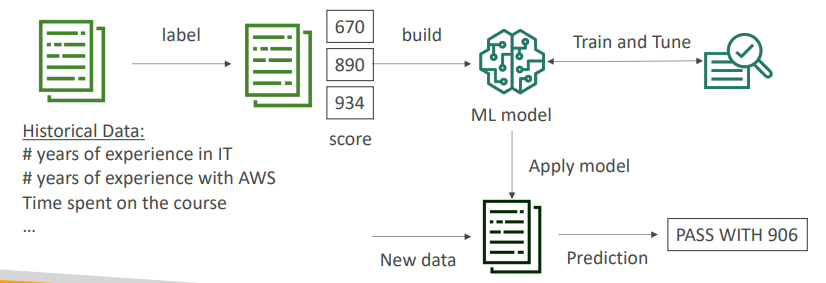 label
670
890
934
score
build
ML model
Train and Tune
Historical Data:
# years of experience in IT
# years of experience with AWS
Time spent on the course
...
Apply model
New data
Prediction
PASS WITH 906